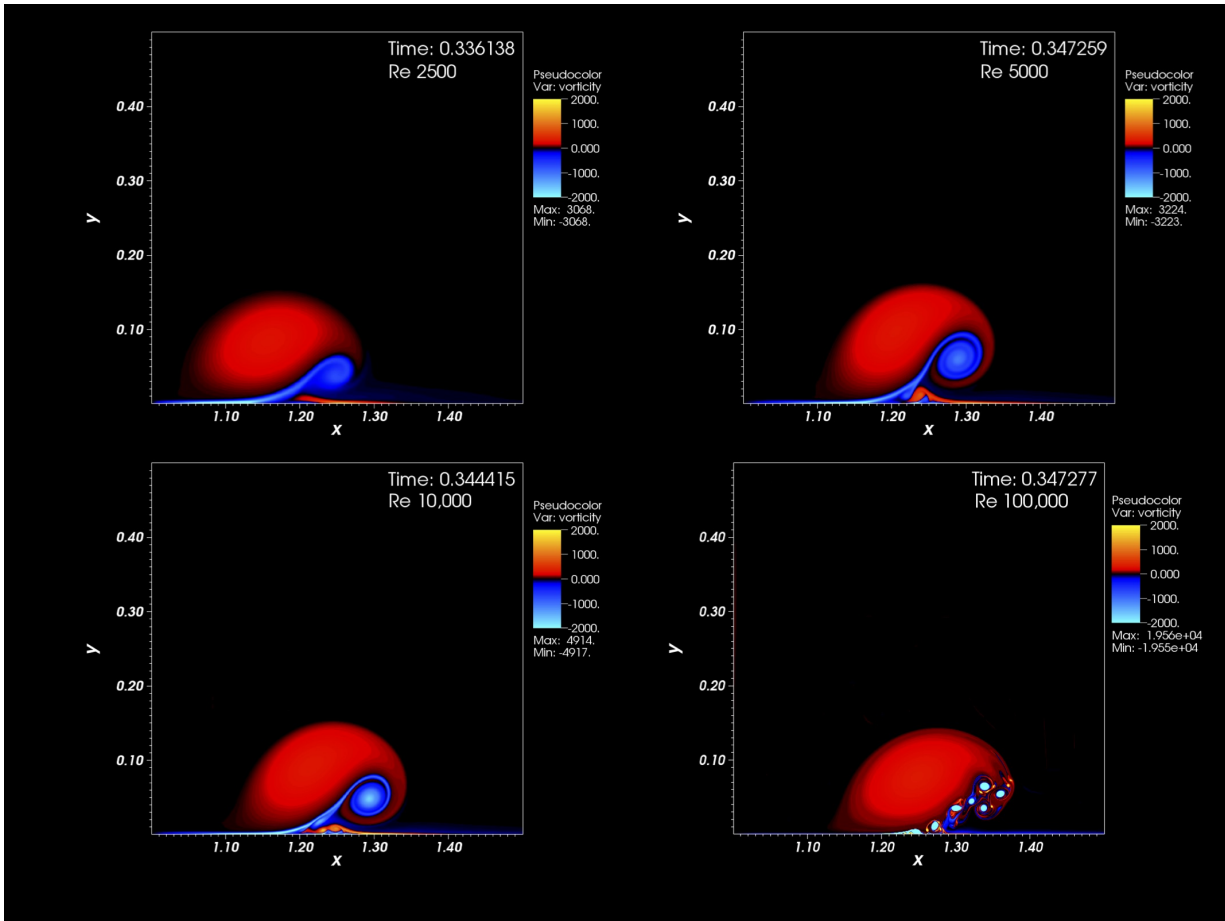 Time: 0.336138
Re 2500
Pseudocolor
Var: vorticity
2000.
1000.
0.000
-1000.
-2000.
Max: 3068.
Min: -3068.
0.40
0.30
0.20
0.10
y
1.10 1.20 1.30 1.40
x
Time: 0.347259
Re 5000
Pseudocolor
Var: vorticity
2000.
1000.
0.000
-1000.
-2000.
Max: 3224.
Min: -3223.
0.40
0.30
0.20
0.10
y
1.10 1.20 1.30 1.40
x
Time: 0.344415
Re 10,000
Pseudocolor
Var: vorticity
2000.
1000.
0.000
-1000.
-2000.
Max: 4914.
Min: -4917.
0.40
0.30
0.20
0.10
y
1.10 1.20 1.30 1.40
x
Time: 0.347277
Re 100,000
Pseudocolor
Var: vorticity
2000.
1000.
0.000
-1000.
-2000.
Max: 1.956e+04
Min: -1.955e+04
0.40
0.30
0.20
0.10
y
1.10 1.20 1.30 1.40
x